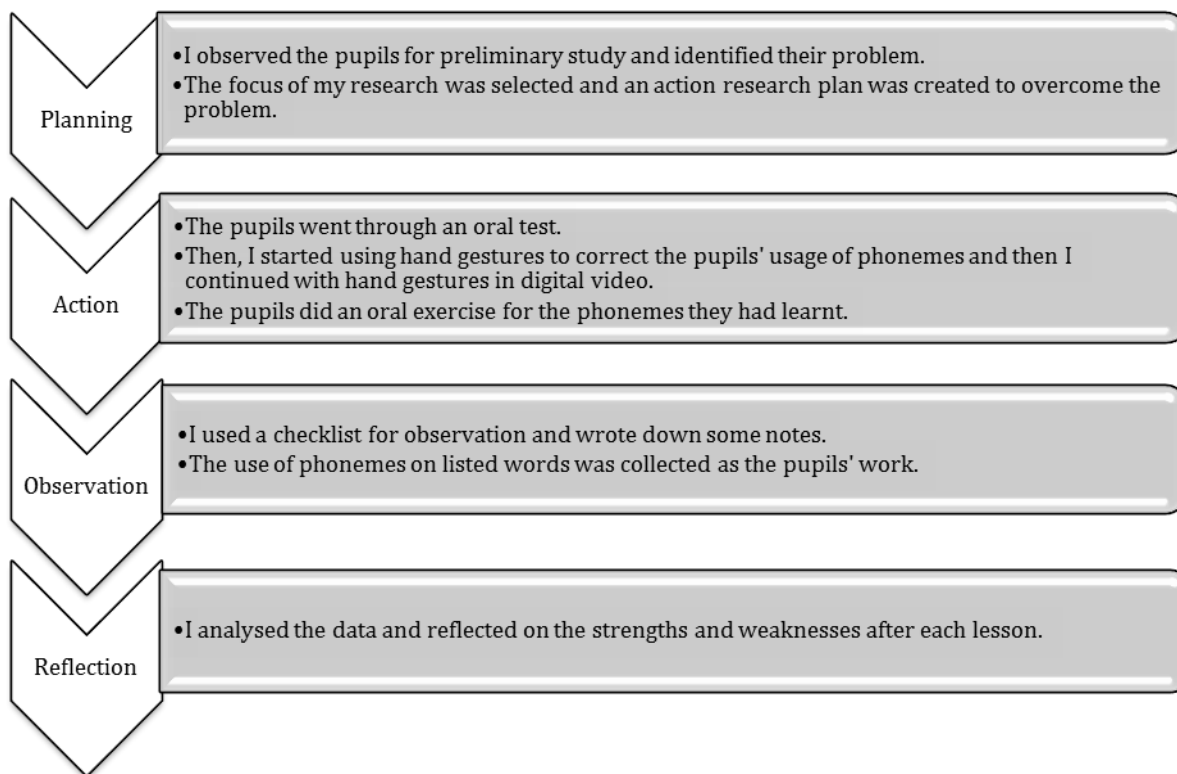 Planning
•I observed the pupils for preliminary study and identified their problem.
•The focus of my research was selected and an action research plan was created to overcome the
problem.
Action
•The pupils went through an oral test.
•Then, I started using hand gestures to correct the pupils' usage of phonemes and then I
continued with hand gestures in digital video.
•The pupils did an oral exercise for the phonemes they had learnt.
Observation
•I used a checklist for observation and wrote down some notes.
•The use of phonemes on listed words was collected as the pupils' work.
Reflection
•I analysed the data and reflected on the strengths and weaknesses after each lesson.